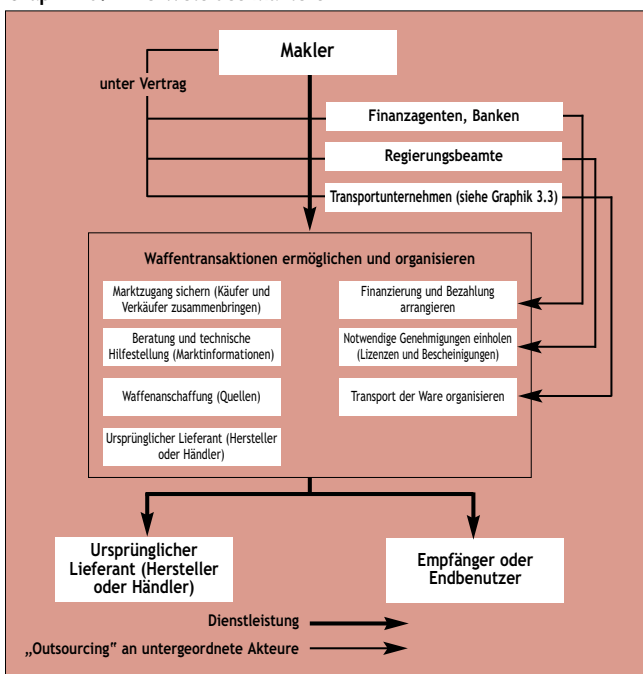 Makler
unter Vertrag
Finanzagenten, Banken
Regierungsbeamte
Transportunternehmen (siehe Graphik 3.3)
Waffentransaktionen ermöglichen und organisieren
Marktzugang sichern (Käufer und
Verkäufer zusammenbringen)
Finanzierung und Bezahlung
arrangieren
Beratung und technische
Hilfestellung (Marktinformationen)
Notwendige Genehmigungen einholen
(Lizenzen und Bescheinigungen)
Waffenanschaffung (Quellen)
Transport der Ware organisieren
Ursprünglicher Lieferant (Hersteller
oder Händler)
Ursprünglicher
Lieferant (Hersteller
oder Händler)
Empfänger oder
Endbenutzer
Dienstleistung
„Outsourcing“ an untergeordnete Akteure